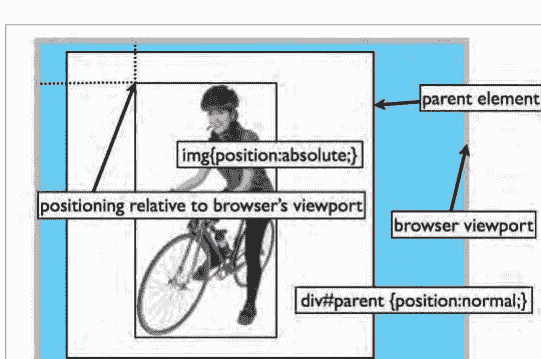 parent element
img{position:absolute;}
positioning relative to browser's viewport
browser viewport
div#parent {position:normal;}